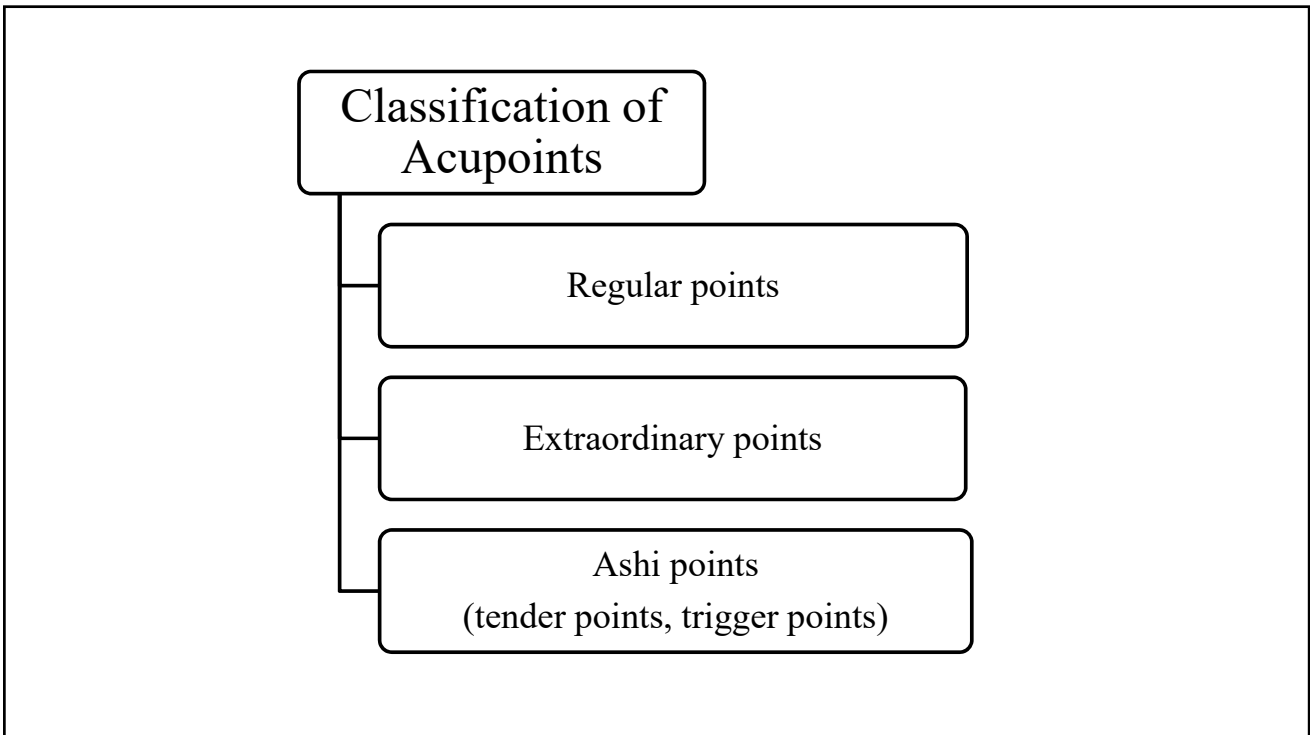 Classification of
Acupoints
Regular points
Extraordinary points
Ashi points
(tender points, trigger points)